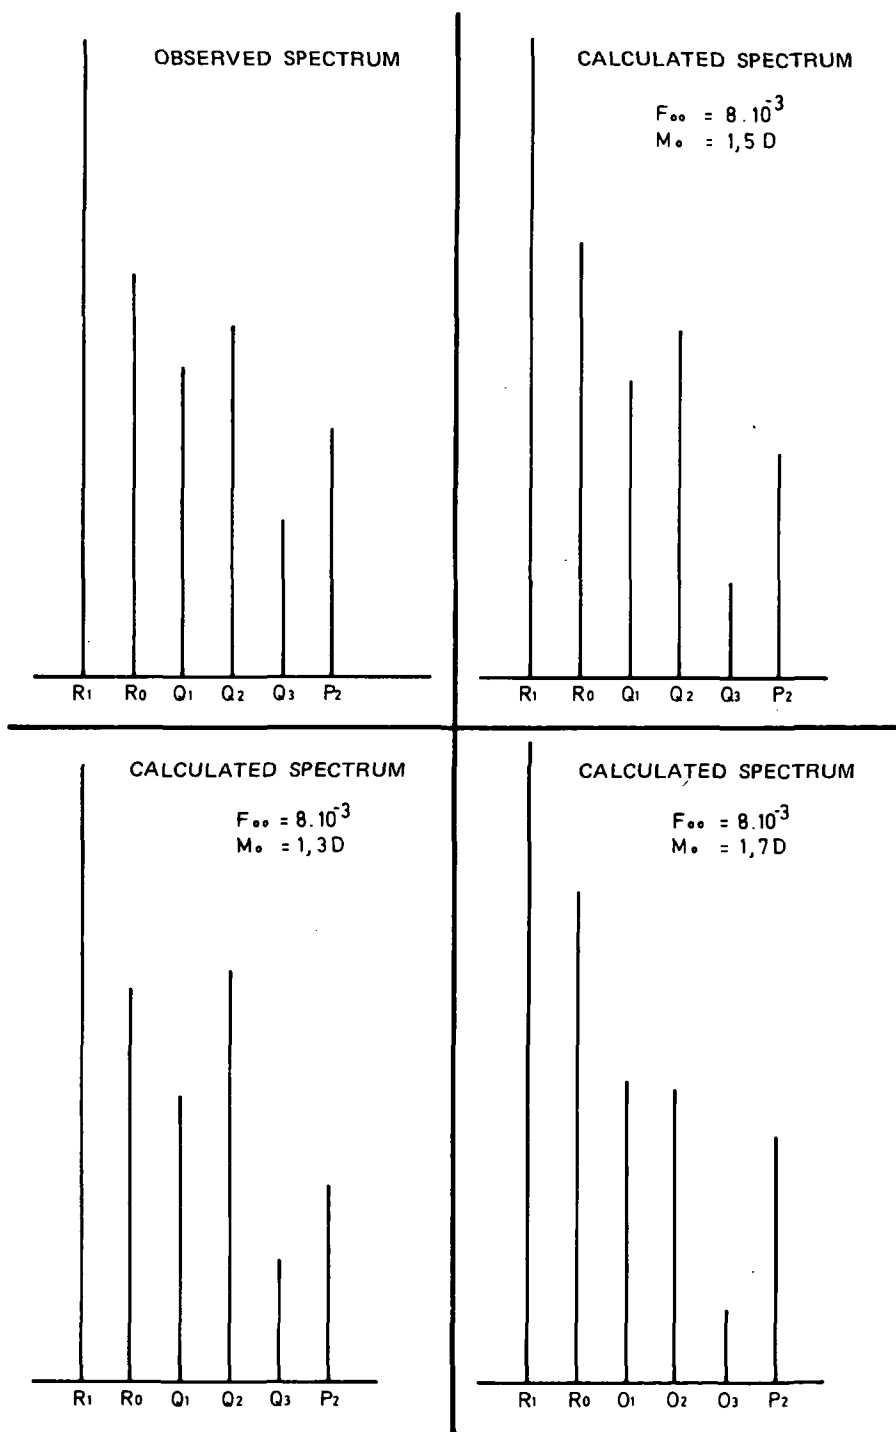 OBSERVED SPECTRUM
R1 R0 Q1 Q2 Q3 P2
CALCULATED SPECTRUM
F₀₀ = 8.10⁻³
M₀ = 1,5 D
R1 R0 Q1 Q2 Q3 P2
CALCULATED SPECTRUM
F₀₀ = 8.10⁻³
M₀ = 1,3 D
R1 R0 Q1 Q2 Q3 P2
CALCULATED SPECTRUM
F₀₀ = 8.10⁻³
M₀ = 1,7 D
R1 R0 O1 O2 O3 P2